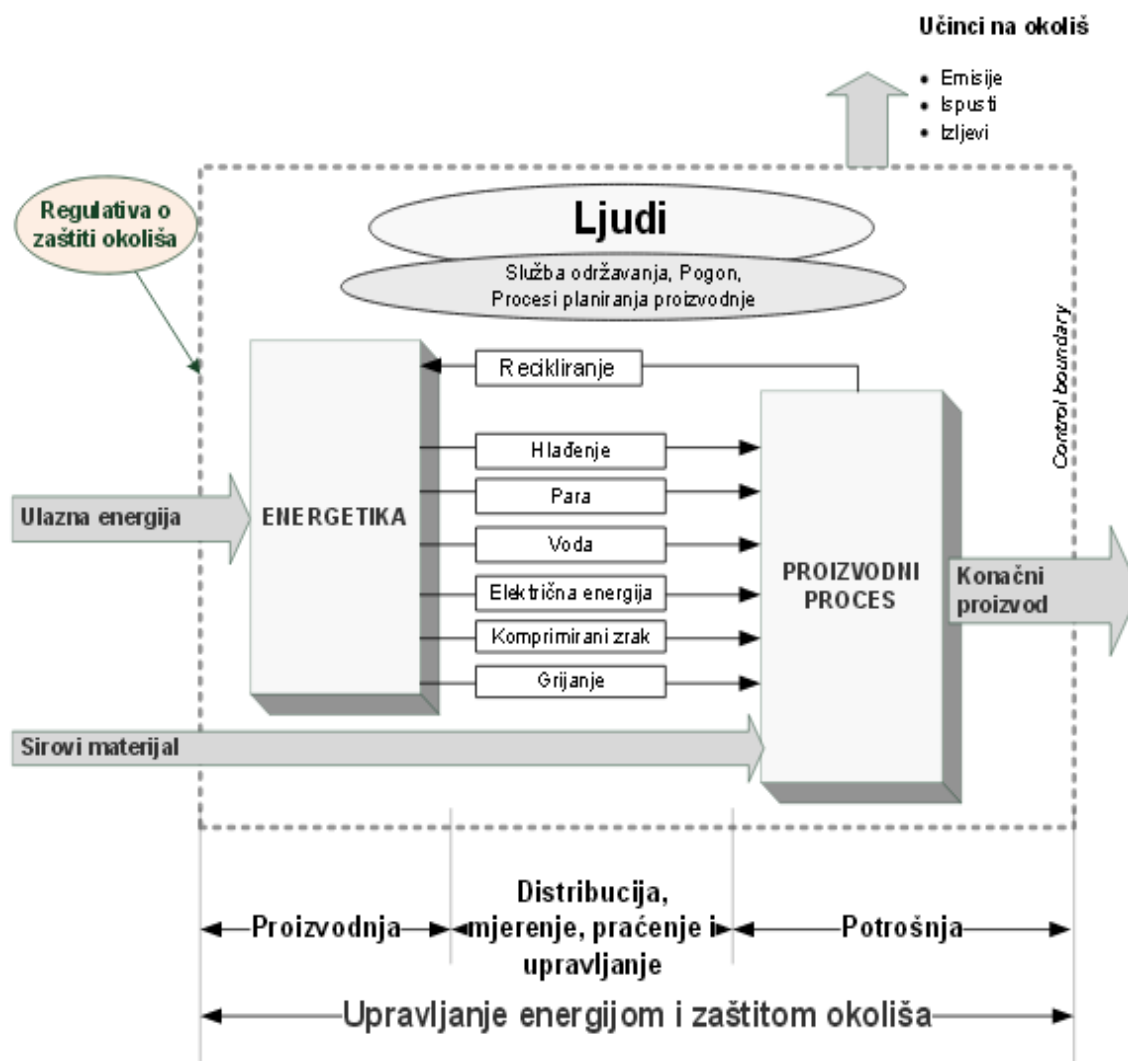 Učinci na okoliš
• Emisije
• Ispusti
• Izljevi
Regulativa o
zaštiti okoliša
Ljudi
Služba održavanja, Pogon,
Procesi planiranja proizvodnje
Control boundary
Recikliranje
Hlađenje
Para
Voda
Električna energija
Komprimirani zrak
Grijanje
Ulazna energija
ENERGETIKA
PROIZVODNI
PROCES
Konačni
proizvod
Sirovi materijal
Proizvodnja
Distribucija,
mjerenje, praćenje i
upravljanje
Potrošnja
Upravljanje energijom i zaštitom okoliša